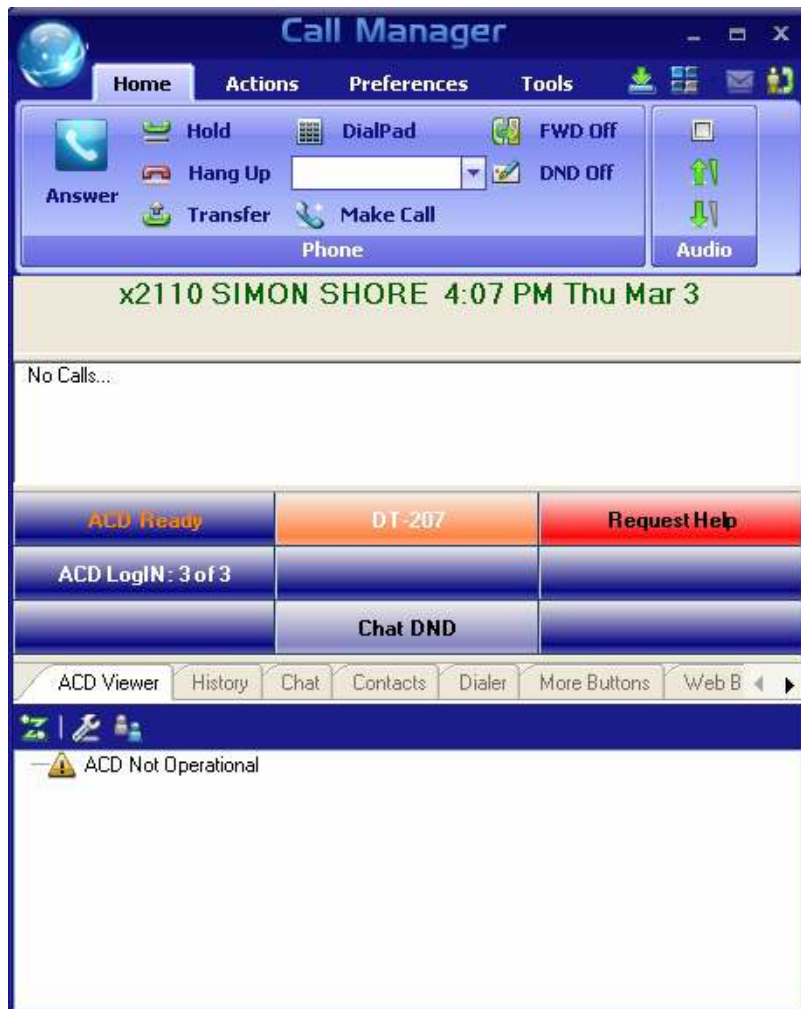 Call Manager
Home Actions Preferences Tools
Hold DialPad FWD Off
Answer Hang Up DND Off
Transfer Make Call
Phone Audio
x2110 SIMON SHORE 4:07 PM Thu Mar 3
No Calls...
ACD Ready DT-207 Request Help
ACD LogIN: 3 of 3
Chat DND
ACD Viewer History Chat Contacts Dialer More Buttons Web B
ACD Not Operational